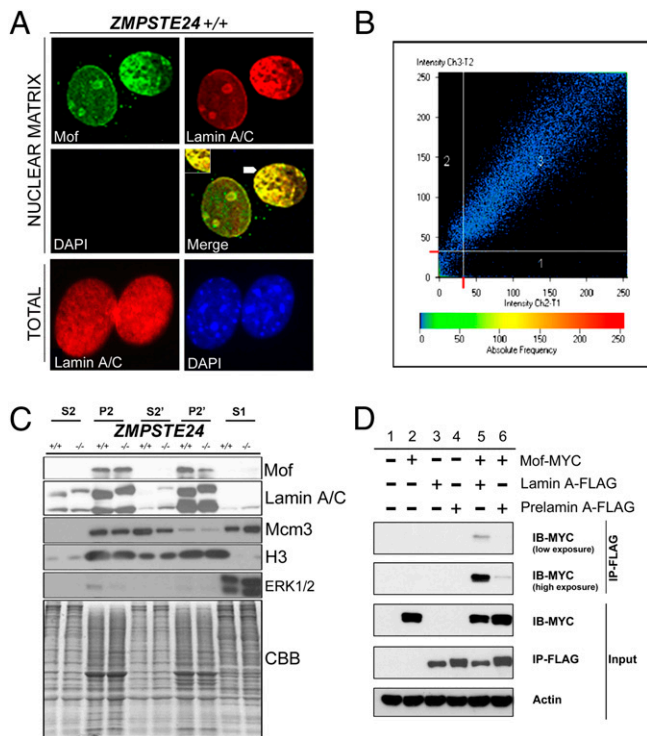 A
ZMPSTE24 +/+
NUCLEAR MATRIX
Mof
Lamin A/C
DAPI
Merge
TOTAL
Lamin A/C
DAPI
B
Intensity Ch3-T2
250
200
150
100
50
0
2
3
1
0 50 100 150 200 250
Intensity Ch2-T1
0 50 100 150 200 250
Absolute Frequency
C
S2 P2 S2' P2' S1
ZMPSTE24
+/+ -/- +/+ -/- +/+ -/- +/+ -/- +/+ -/-
Mof
Lamin A/C
Mcm3
H3
ERK1/2
CBB
D
1 2 3 4 5 6
- + - - + + Mof-MYC
- - + - + - Lamin A-FLAG
- - - + - + Prelamin A-FLAG
IB-MYC
(low exposure)
IB-MYC
(high exposure)
IP-FLAG
IB-MYC
IP-FLAG
Actin
Input